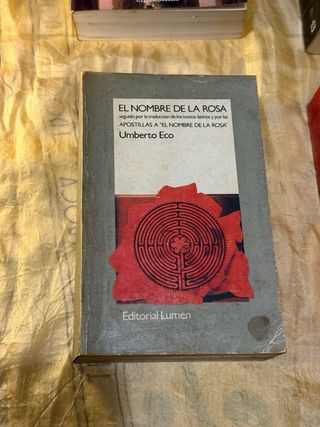 EL NOMBRE DE LA ROSA
seguido por la traducción de los textos latinos y por las
APOSTILLAS A "EL NOMBRE DE LA ROSA"
Umberto Eco
Editorial Lumen